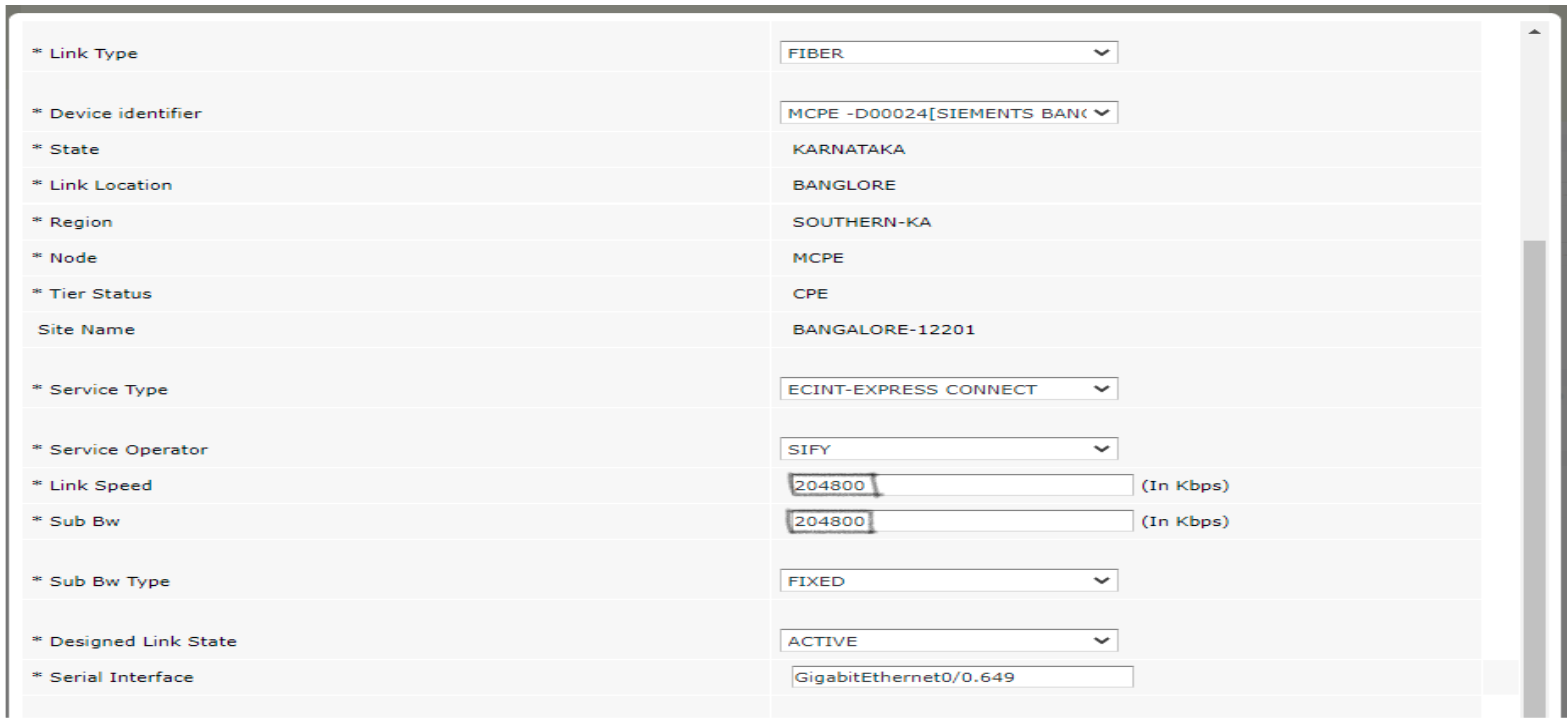 * Link Type FIBER
* Device identifier MCPE -D00024[SIEMENTS BAN(
* State KARNATAKA
* Link Location BANGLORE
* Region SOUTHERN-KA
* Node MCPE
* Tier Status CPE
Site Name BANGALORE-12201
* Service Type ECINT-EXPRESS CONNECT
* Service Operator SIFY
* Link Speed 204800 (In Kbps)
* Sub Bw 204800 (In Kbps)
* Sub Bw Type FIXED
* Designed Link State ACTIVE
* Serial Interface GigabitEthernet0/0.649